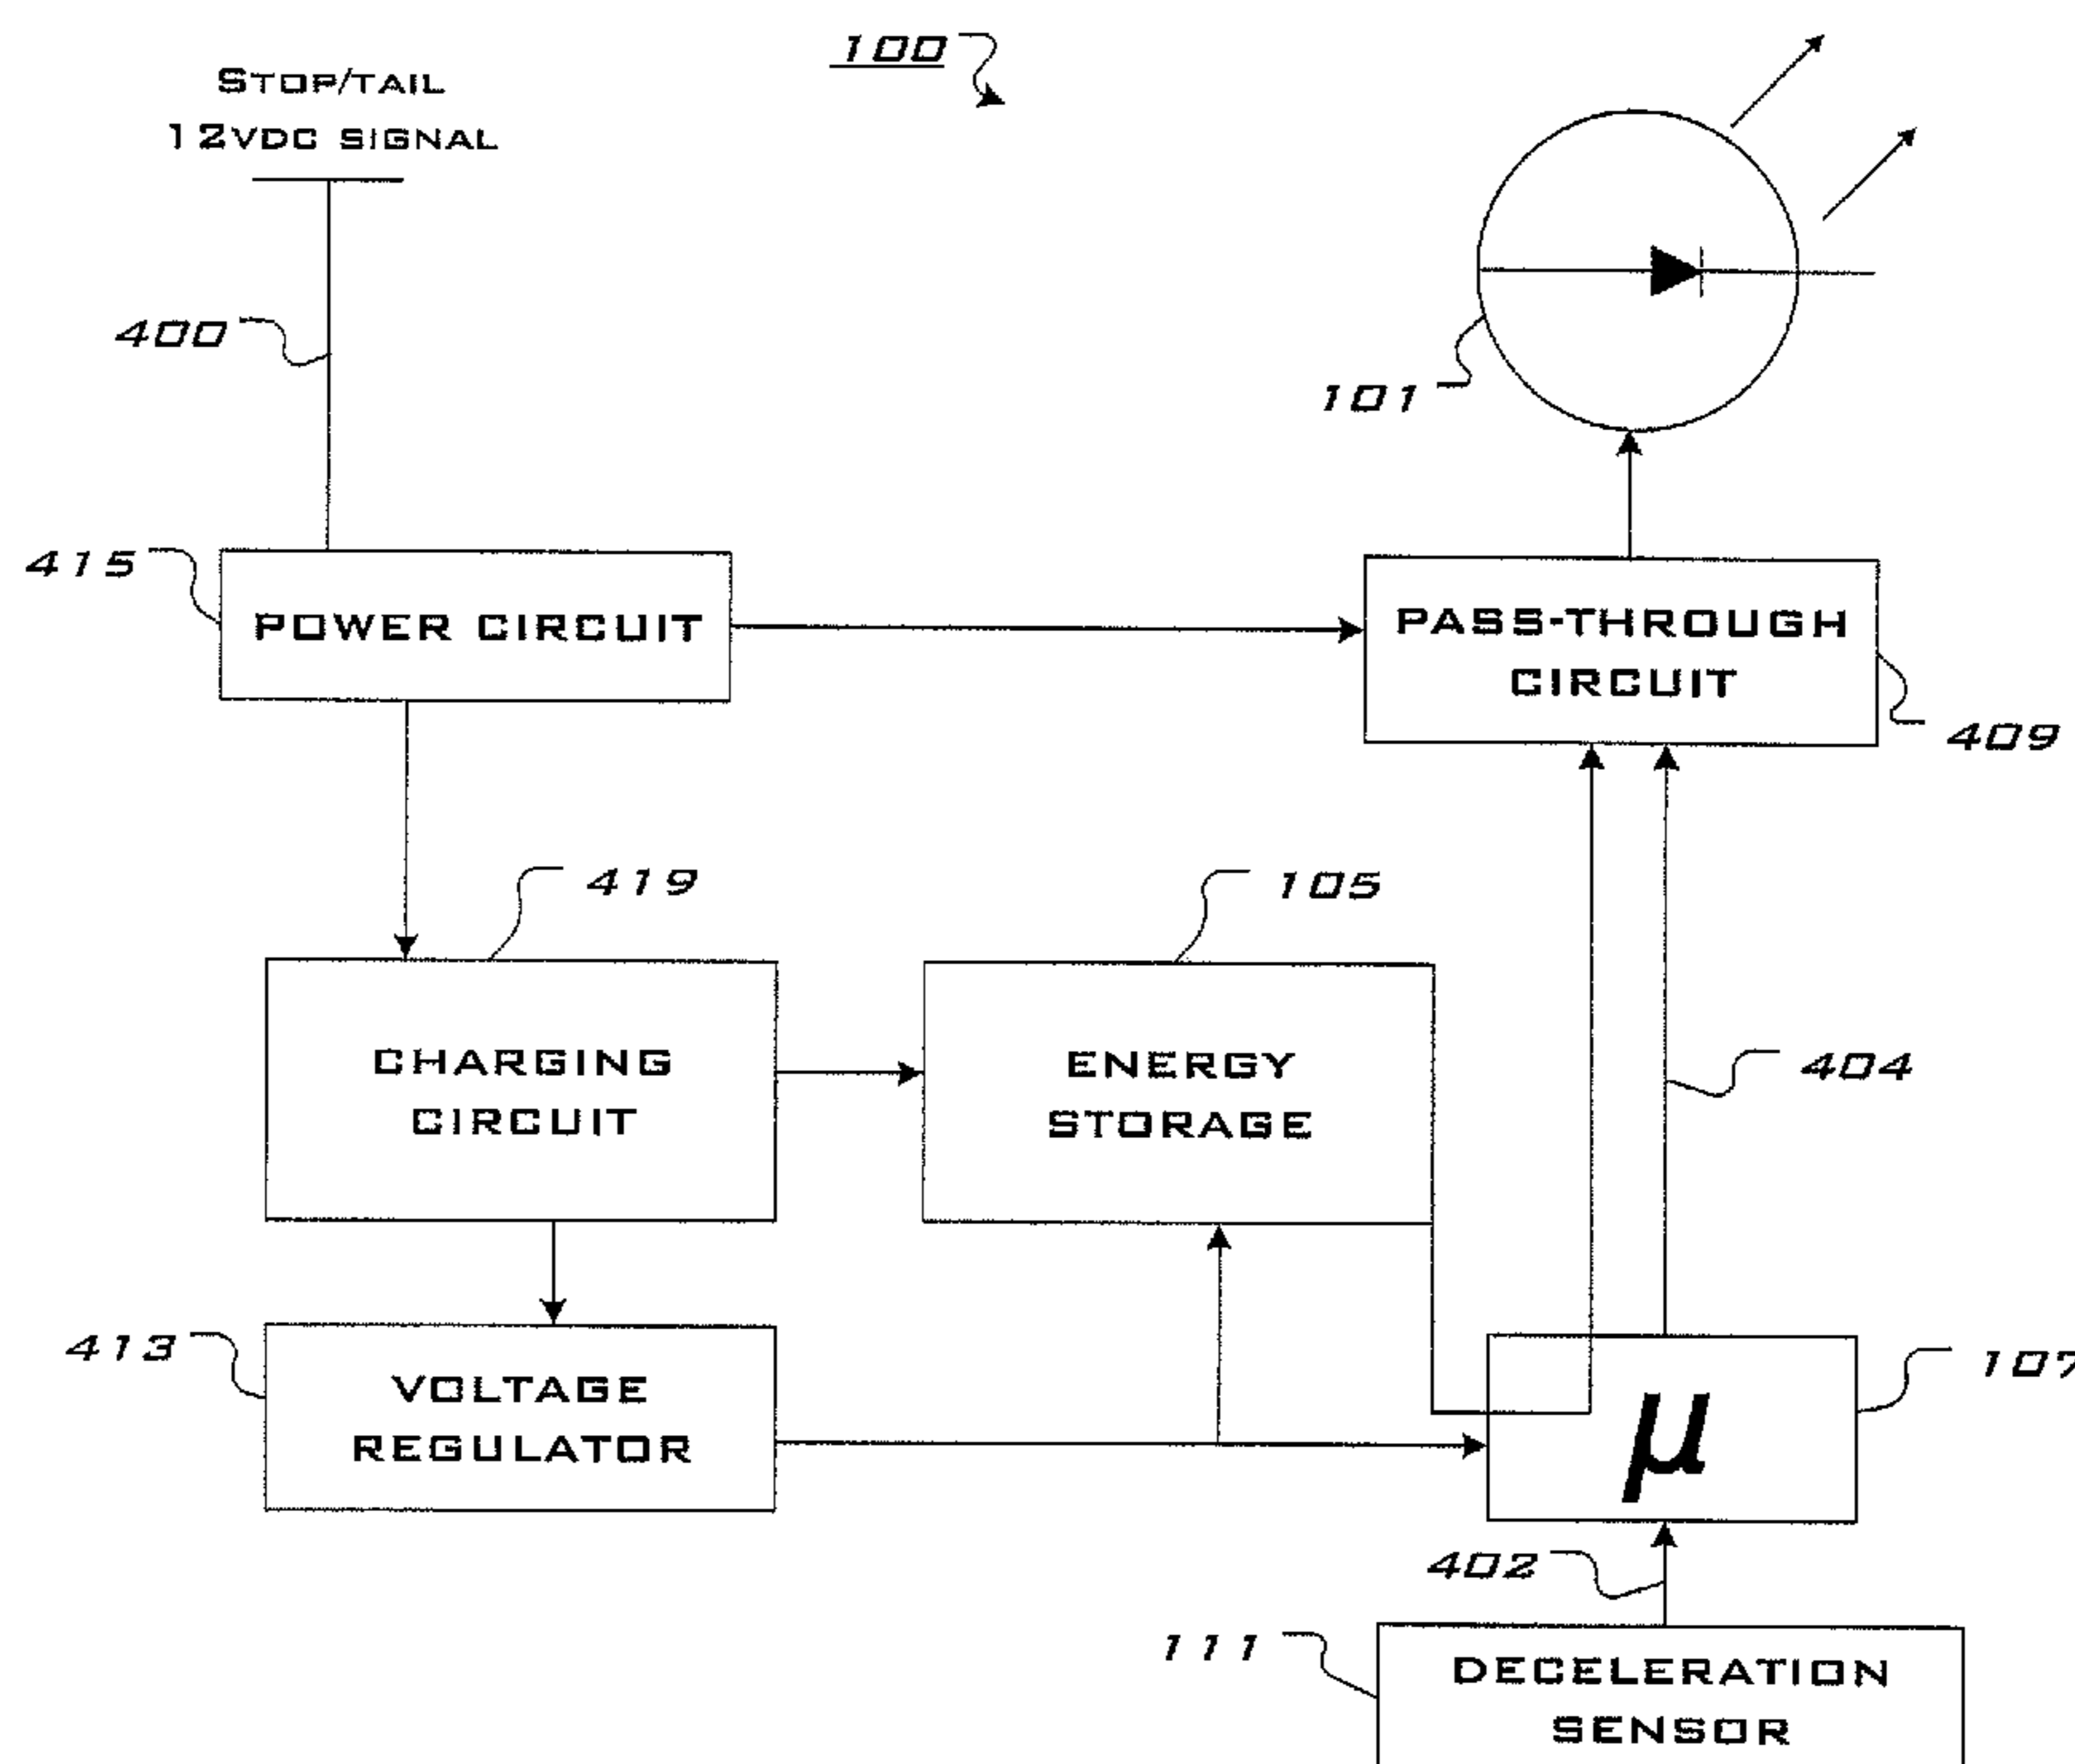 100
STOP/TAIL
12VDC SIGNAL
400
101
415
POWER CIRCUIT
PASS-THROUGH
CIRCUIT
409
419
105
CHARGING
CIRCUIT
ENERGY
STORAGE
404
413
VOLTAGE
REGULATOR
107
µ
402
111
DECELERATION
SENSOR